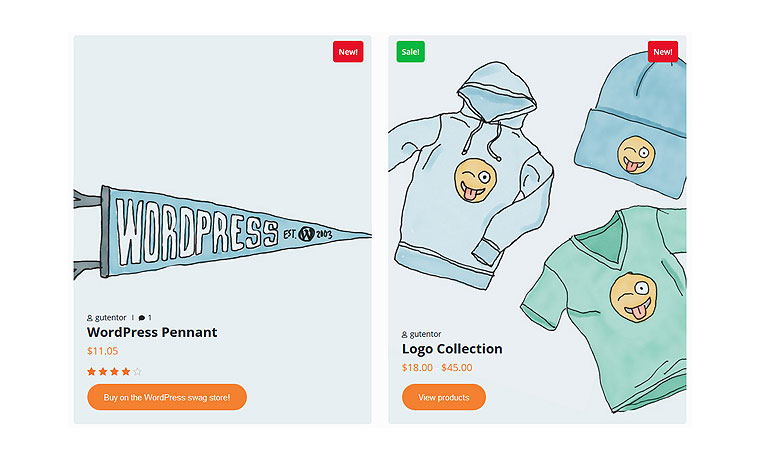 New!
WORDPRESS EST. W 2003
gutentor | 1
WordPress Pennant
$11.05
Buy on the WordPress swag store!
Sale!
New!
gutentor
Logo Collection
$18.00 $45.00
View products